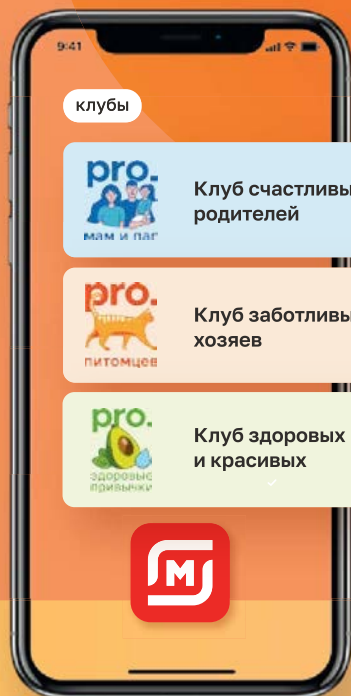 9:41
клубы
pro.
мам и пап
Клуб счастливы
родителей
pro.
питомцев
Клуб заботливы
хозяев
pro.
здоровые
привычки
Клуб здоровых
и красивых
М